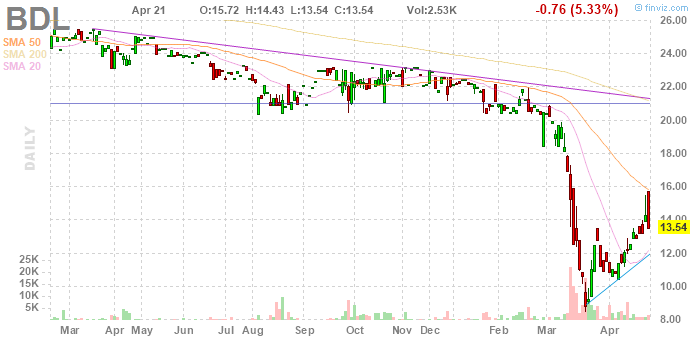 BDL Apr 21 O:15.72 H:14.43 L:13.54 C:13.54 Vol:2.53K -0.76 (5.33%) © finviz.com
SMA 50
SMA 200
SMA 20
DAILY
26.00
24.00
22.00
20.00
18.00
16.00
14.00
13.54
12.00
10.00
8.00
25K
20K
15K
10K
5K
Mar Apr May Jun Jul Aug Sep Oct Nov Dec Feb Mar Apr